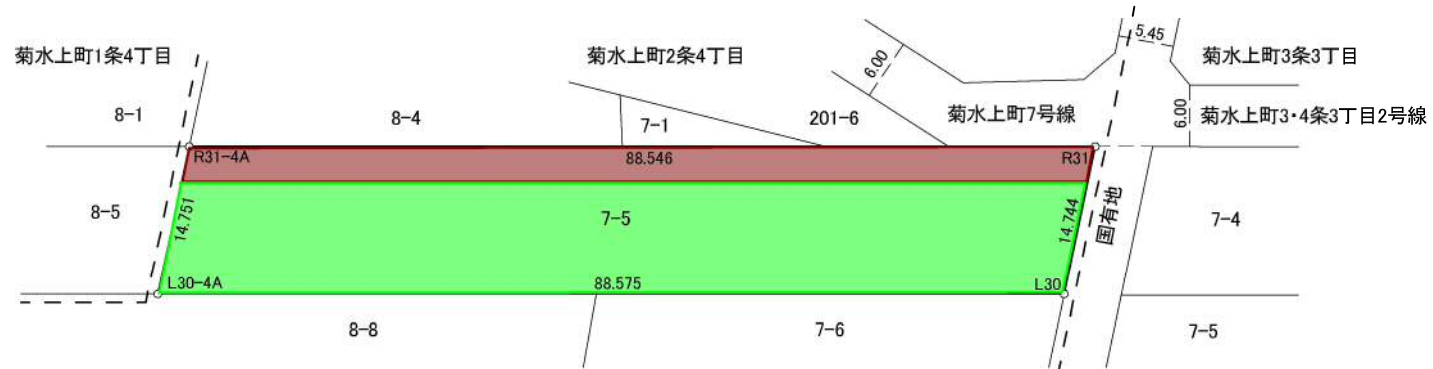 5.45
菊水上町1条4丁目
菊水上町2条4丁目
菊水上町3条3丁目
6.00
8-1
8-4
7-1
201-6
菊水上町7号線
6.00
菊水上町3・4条3丁目2号線
R31-4A
88.546
R31
8-5
14.751
7-5
14.744
国有地
7-4
L30-4A
88.575
L30
8-8
7-6
7-5